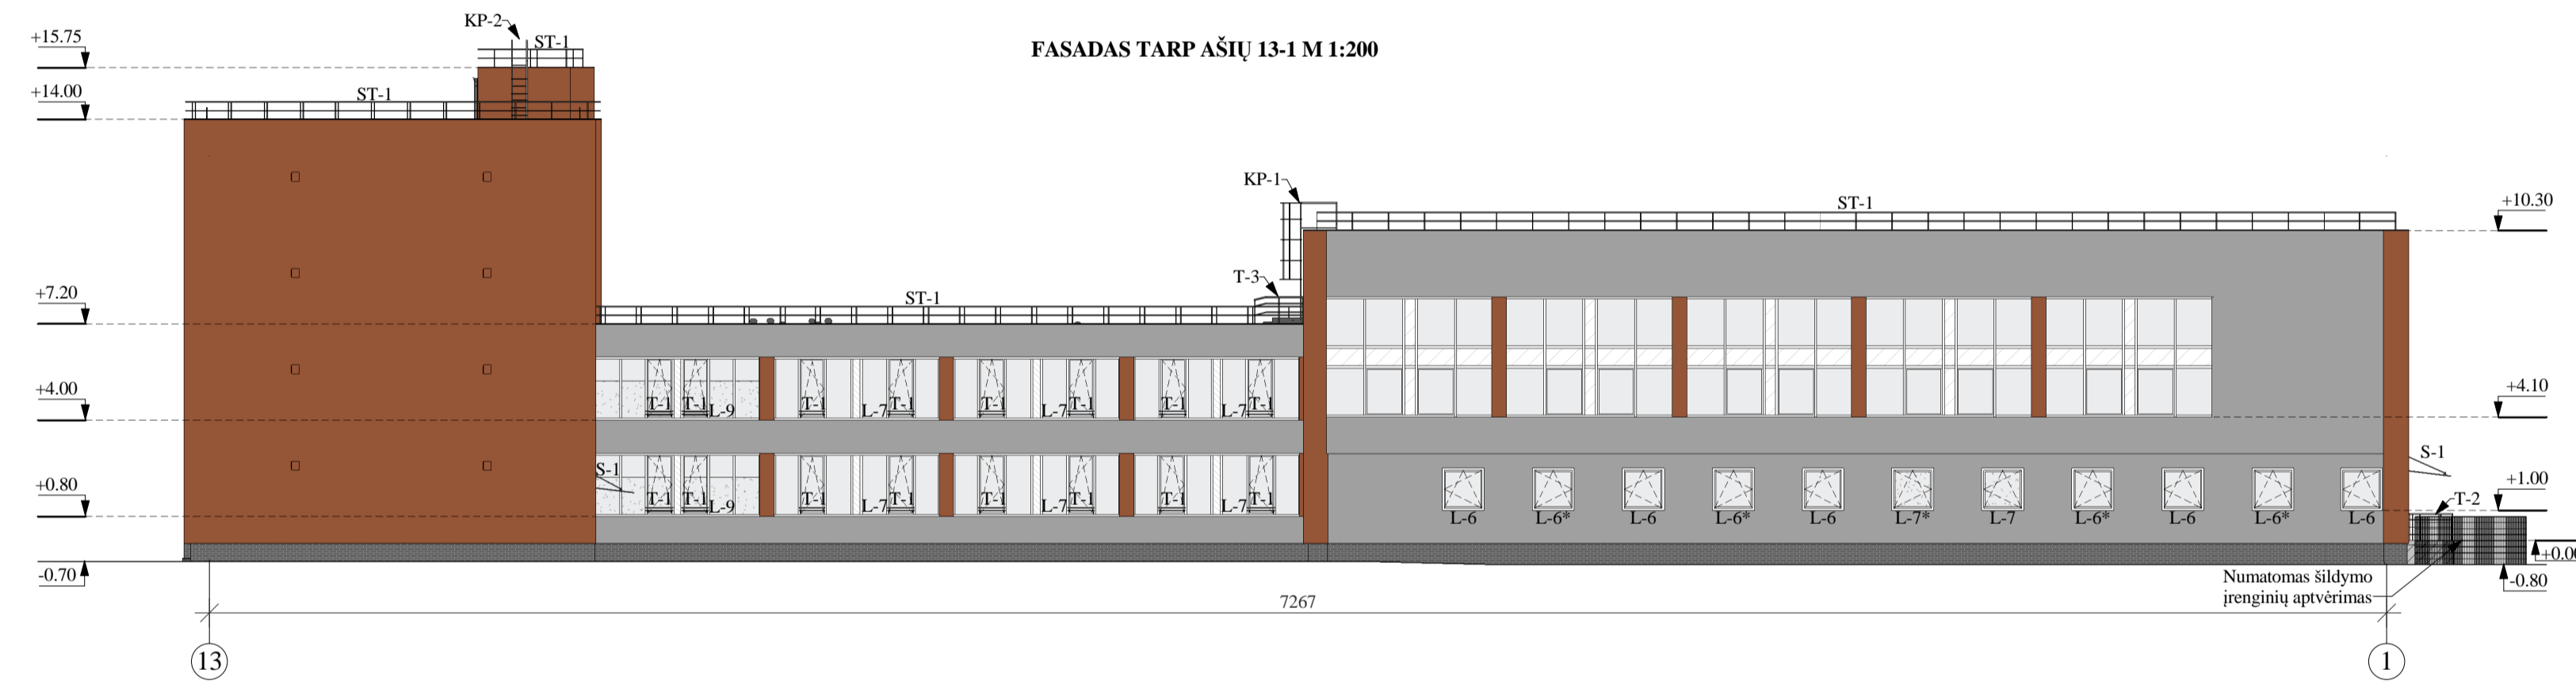 FASADAS TARP AŠIŲ 13-1 M 1:200
KP-2
ST-1
+15.75
+14.00
ST-1
KP-1
ST-1
+10.30
T-3
+7.20
ST-1
+4.00
T-1 T-1 L-9 T-1 L-7 T-1 T-1 L-7 T-1 T-1 L-7 T-1
+4.10
S-1
S-1
+0.80
T-1 T-1 L-9 T-1 L-7 T-1 T-1 L-7 T-1 T-1 L-7 T-1
+1.00
T-2
L-6 L-6* L-6 L-6* L-6 L-7* L-7 L-6* L-6 L-6* L-6
-0.70
Numatomas šildymo
įrenginių aptvėrimas
-0.80
7267
13
1